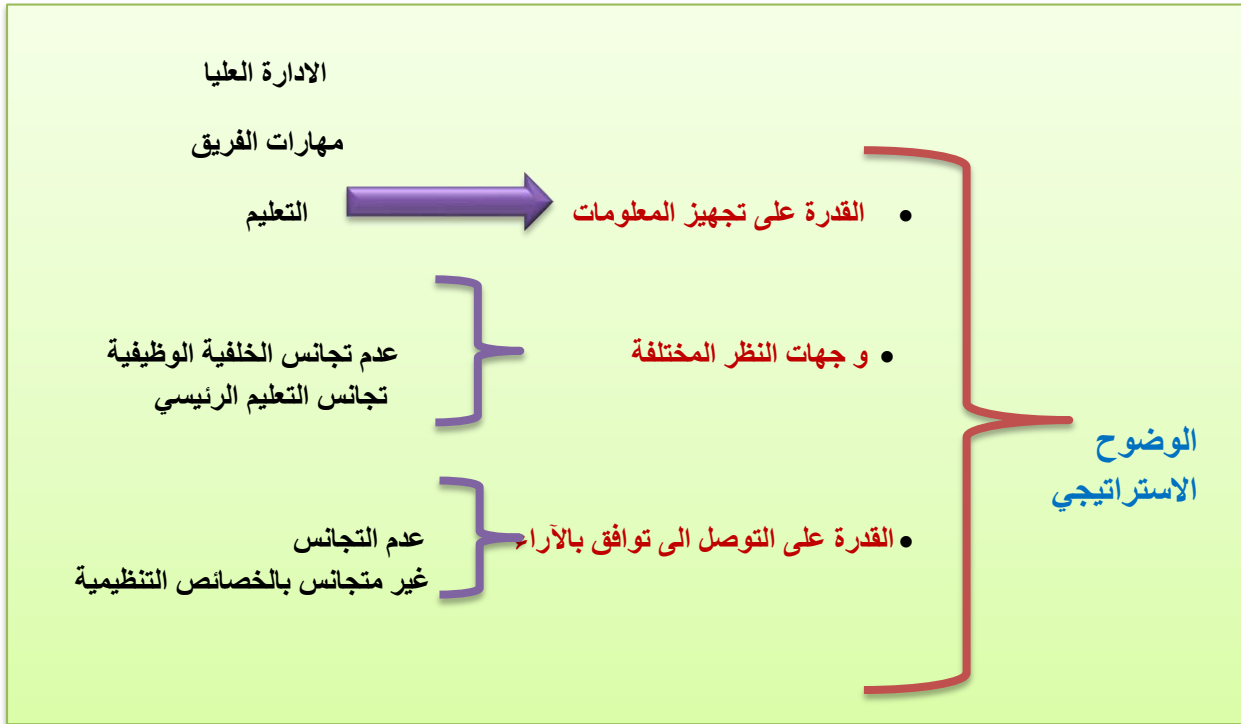 الادارة العليا
مهارات الفريق
• القدرة على تجهيز المعلومات
التعليم
• و جهات النظر المختلفة
عدم تجانس الخلفية الوظيفية
تجانس التعليم الرئيسي
الوضوح
الاستراتيجي
• القدرة على التوصل الى توافق بالآراء
عدم التجانس
غير متجانس بالخصائص التنظيمية